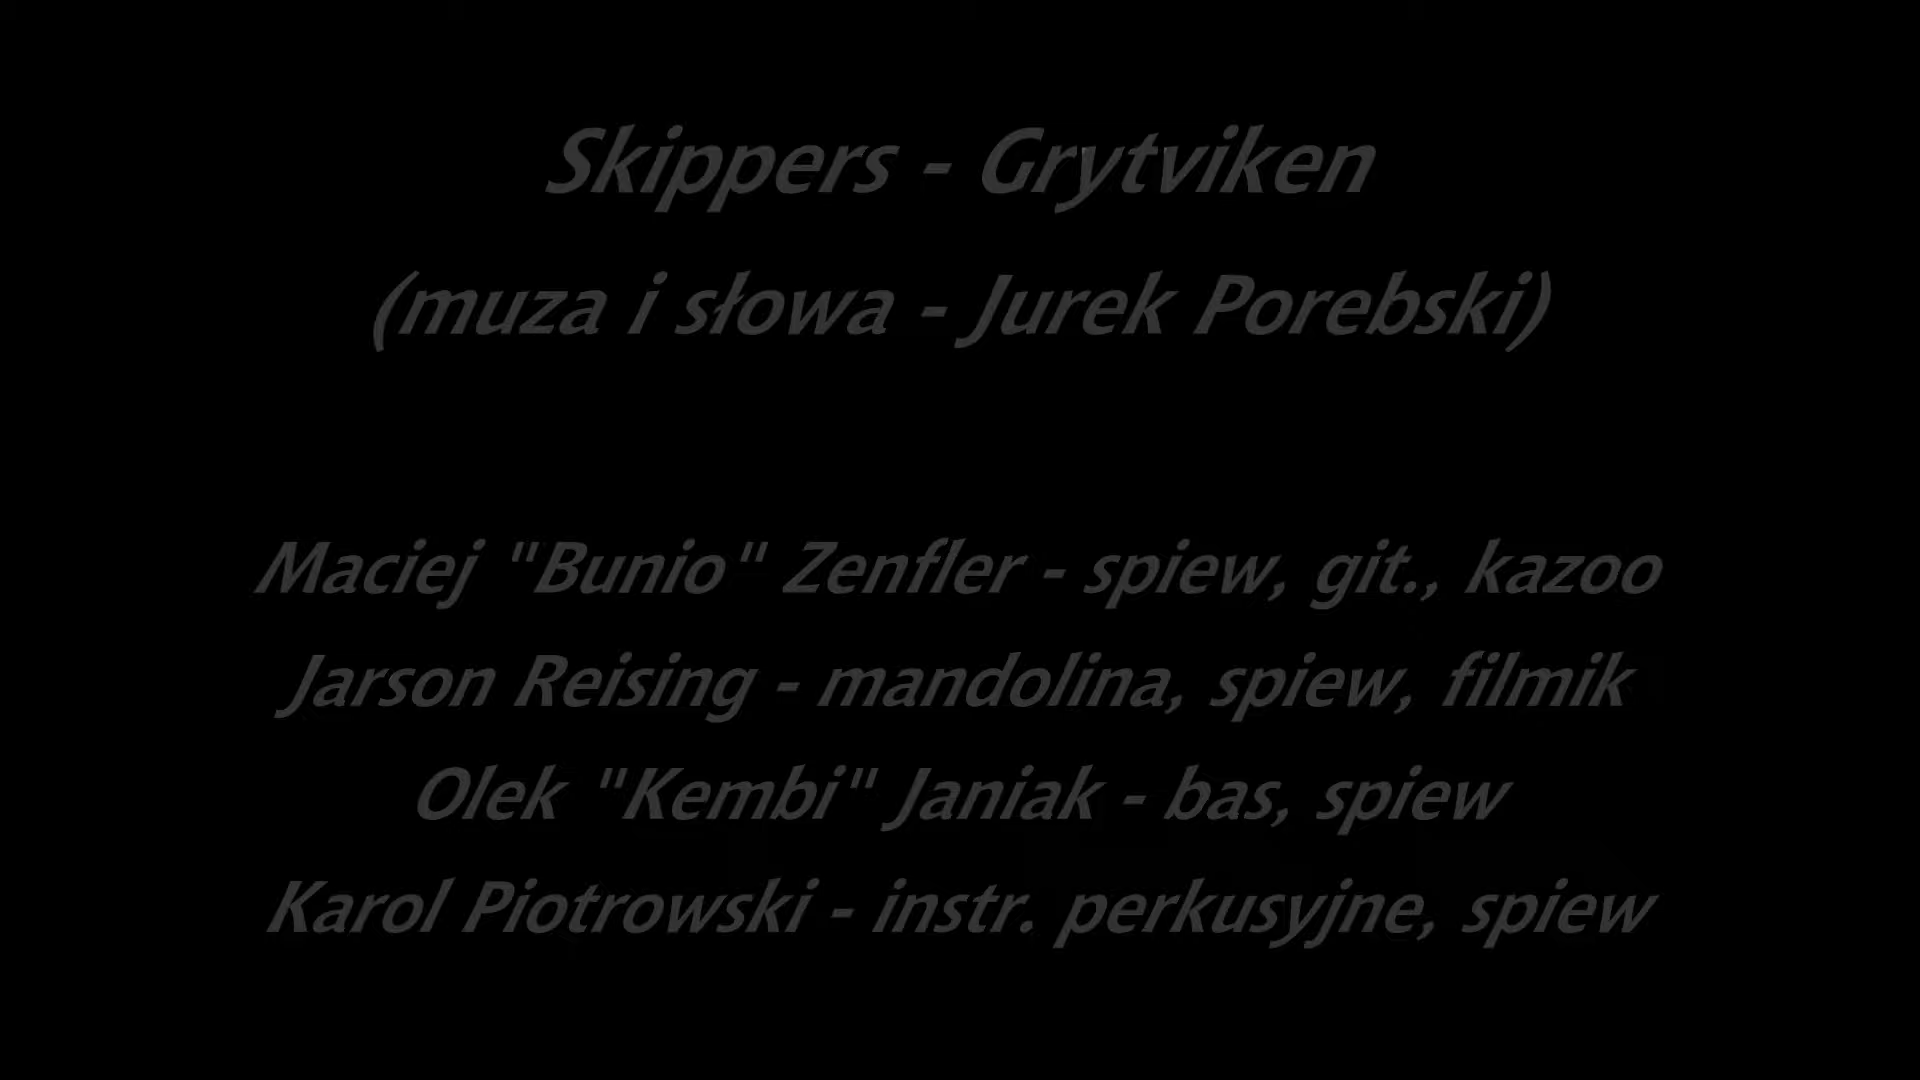 Skippers - Grytviken
(muza i słowa - Jurek Porebski)
Maciej "Bunio" Zenfler - spiew, git., kazoo
Jarson Reising - mandolina, spiew, filmik
Olek "Kembi" Janiak - bas, spiew
Karol Piotrowski - instr. perkusyjne, spiew